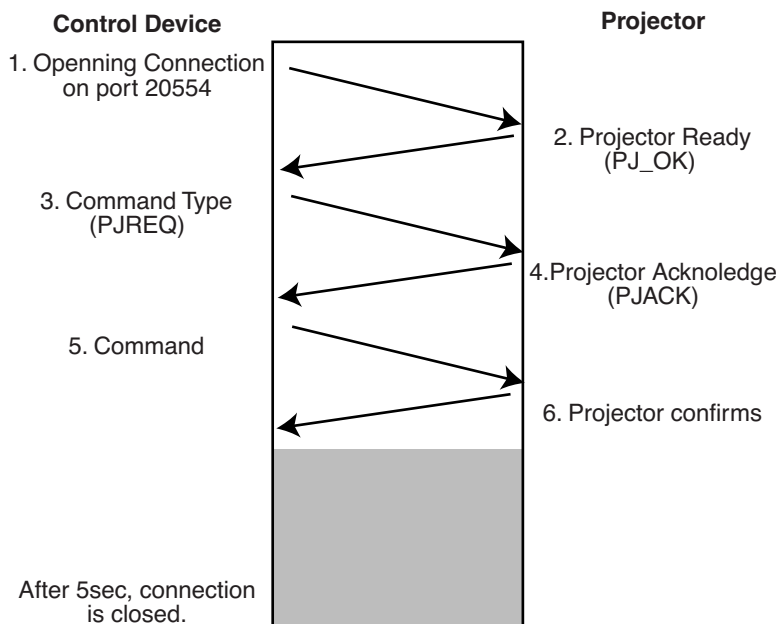 Control Device
Projector
1. Openning Connection
on port 20554
2. Projector Ready
(PJ_OK)
3. Command Type
(PJREQ)
4.Projector Acknoledge
(PJACK)
5. Command
6. Projector confirms
After 5sec, connection
is closed.